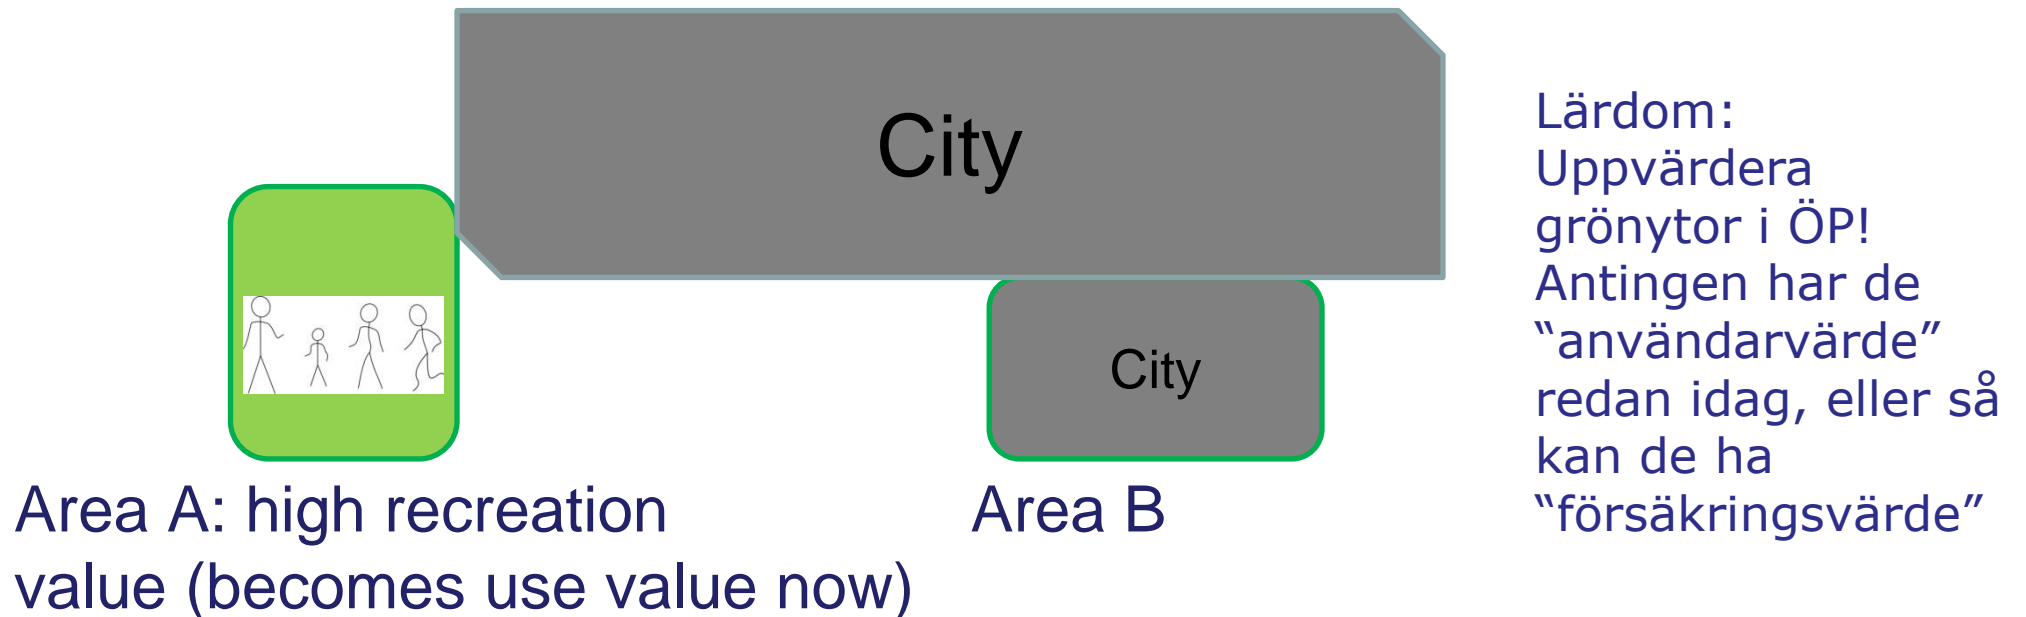 City
City
Area A: high recreation
value (becomes use value now)
Area B
Lärdom:
Uppvärdera
grönytor i ÖP!
Antingen har de
“användarvärde”
redan idag, eller så
kan de ha
“försäkringsvärde”